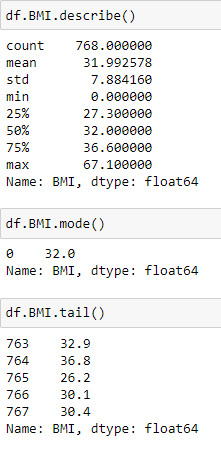 df.BMI.describe()
count    768.000000
mean      31.992578
std        7.884160
min        0.000000
25%       27.300000
50%       32.000000
75%       36.600000
max       67.100000
Name: BMI, dtype: float64
df.BMI.mode()
0    32.0
Name: BMI, dtype: float64
df.BMI.tail()
763    32.9
764    36.8
765    26.2
766    30.1
767    30.4
Name: BMI, dtype: float64